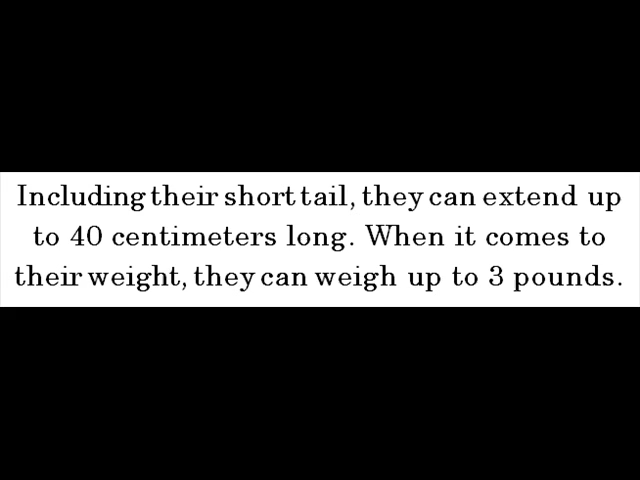 Including their short tail, they can extend up
to 40 centimeters long. When it comes to
their weight, they can weigh up to 3 pounds.